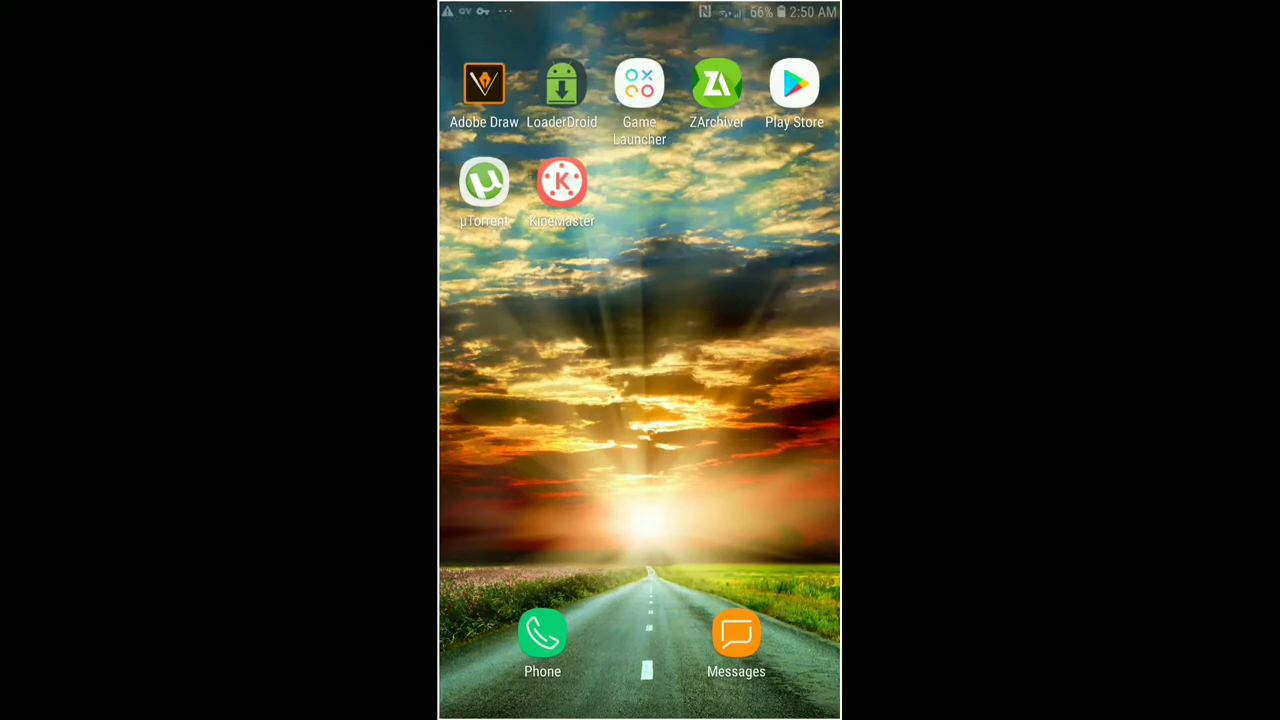 66% 2:50 AM
Adobe Draw LoaderDroid Game Launcher ZArchiver Play Store
µTorrent KineMaster
Phone Messages